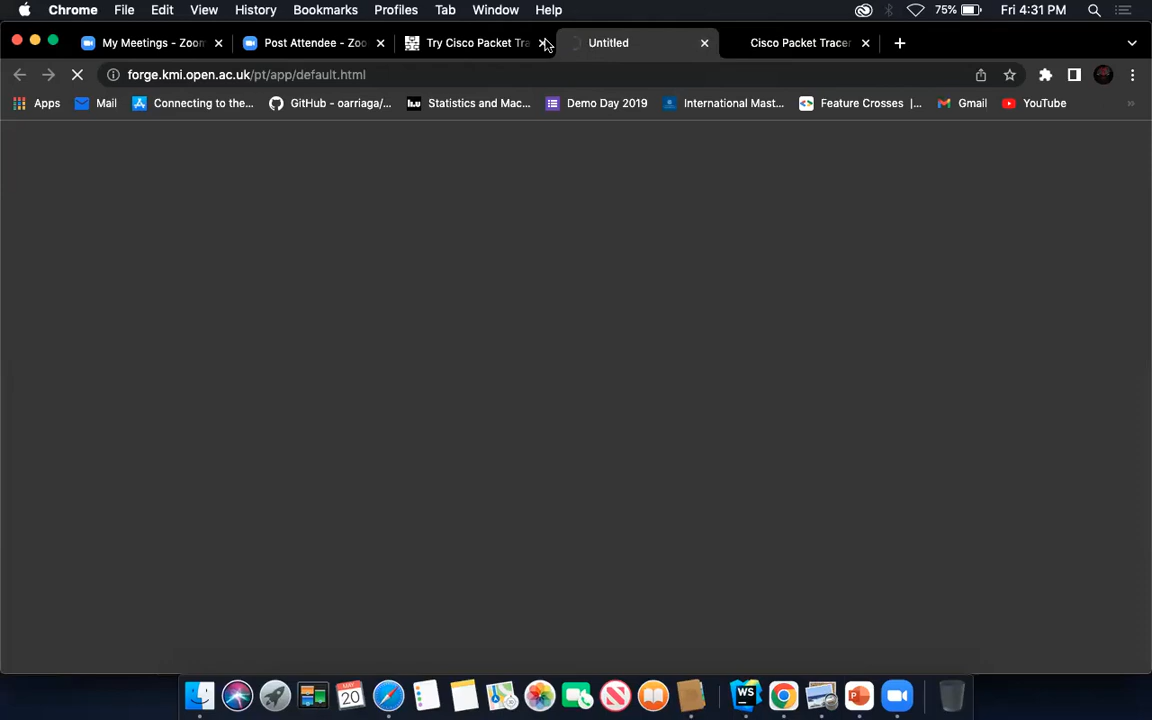 Chrome File Edit View History Bookmarks Profiles Tab Window Help 75% Fri 4:31 PM
My Meetings - Zoom Post Attendee - Zoo Try Cisco Packet Tra Untitled Cisco Packet Tracer
forge.kmi.open.ac.uk/pt/app/default.html
Apps Mail Connecting to the... GitHub - oarriaga/... Statistics and Mac... Demo Day 2019 International Mast... Feature Crosses |... Gmail YouTube »
MAY
20
WS